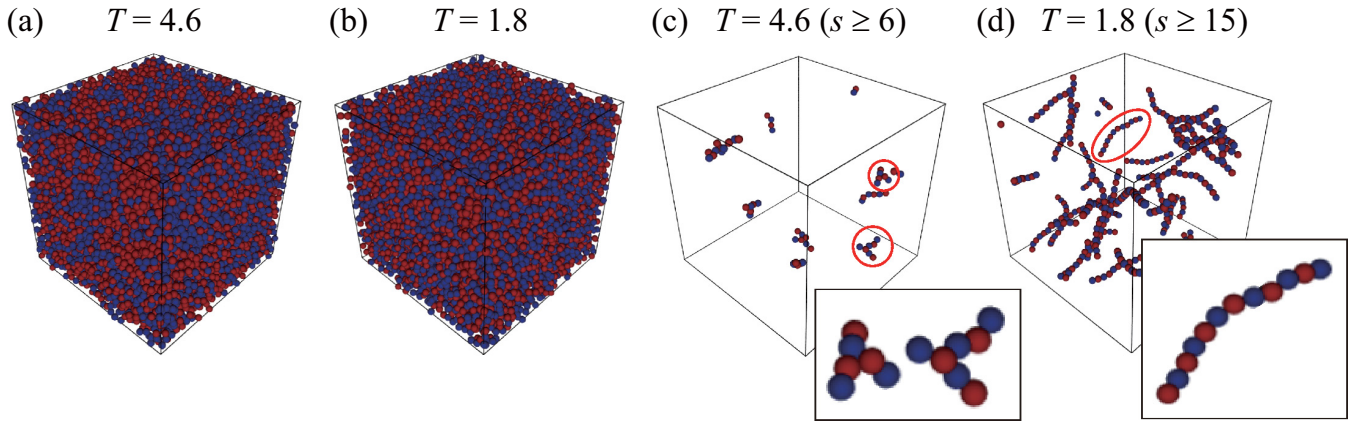 (a) T = 4.6
(b) T = 1.8
(c) T = 4.6 (s ≥ 6)
(d) T = 1.8 (s ≥ 15)